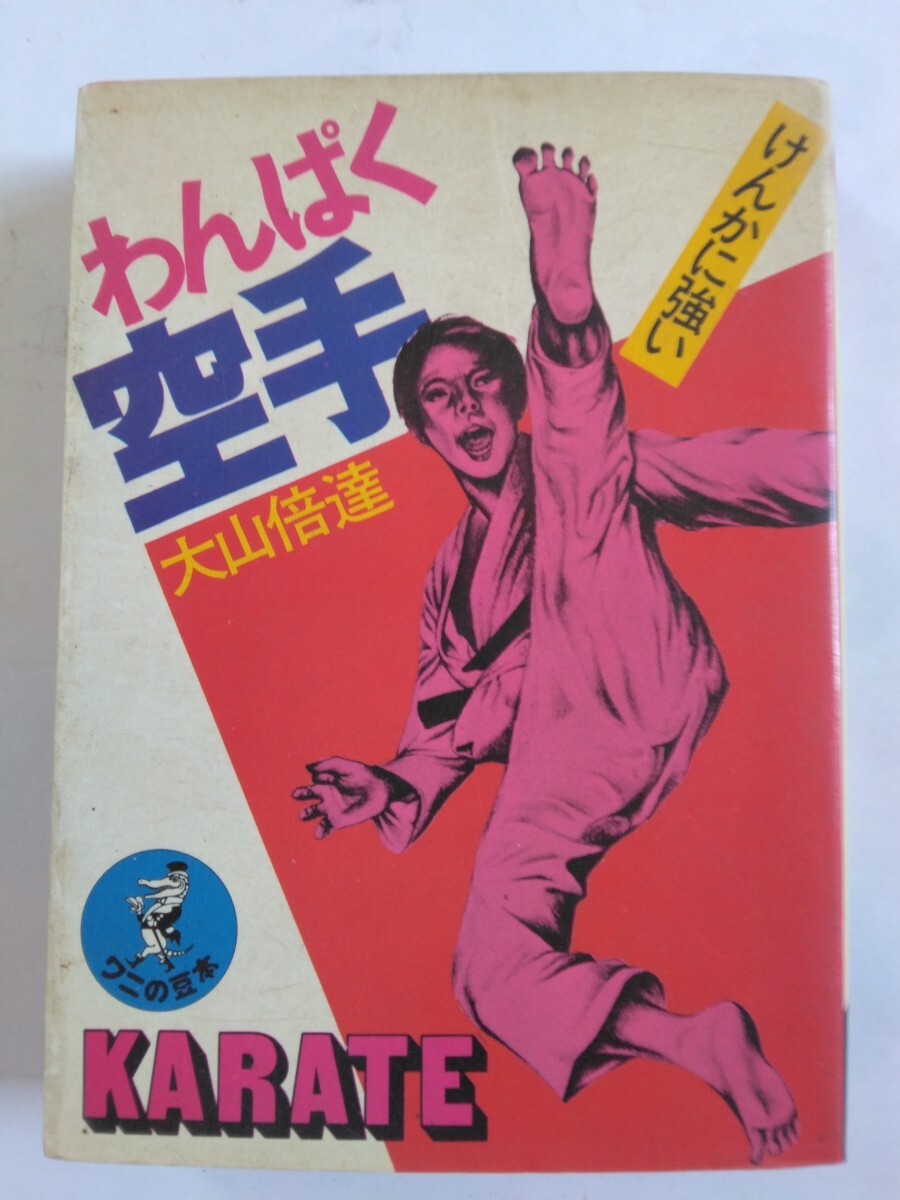 けんかに強い
わんぱく
空手
大山倍達
ワニの豆本
KARATE